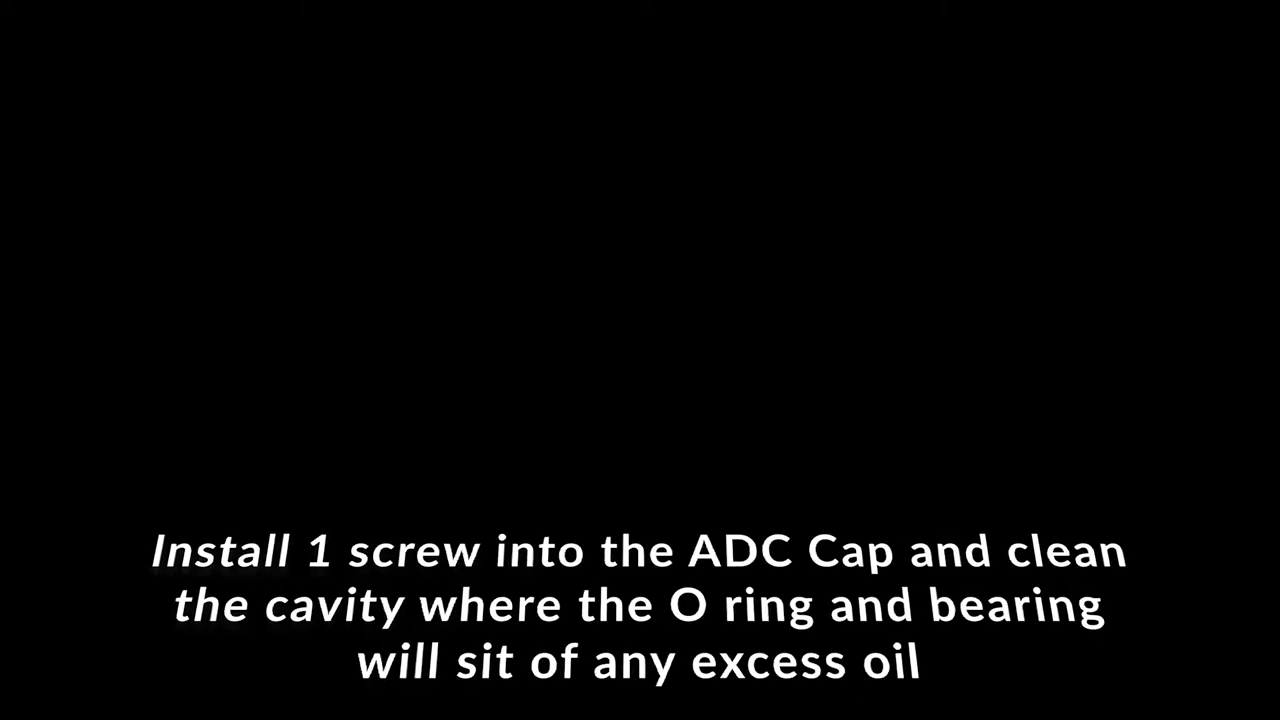 Install 1 screw into the ADC Cap and clean
the cavity where the O ring and bearing
will sit of any excess oil